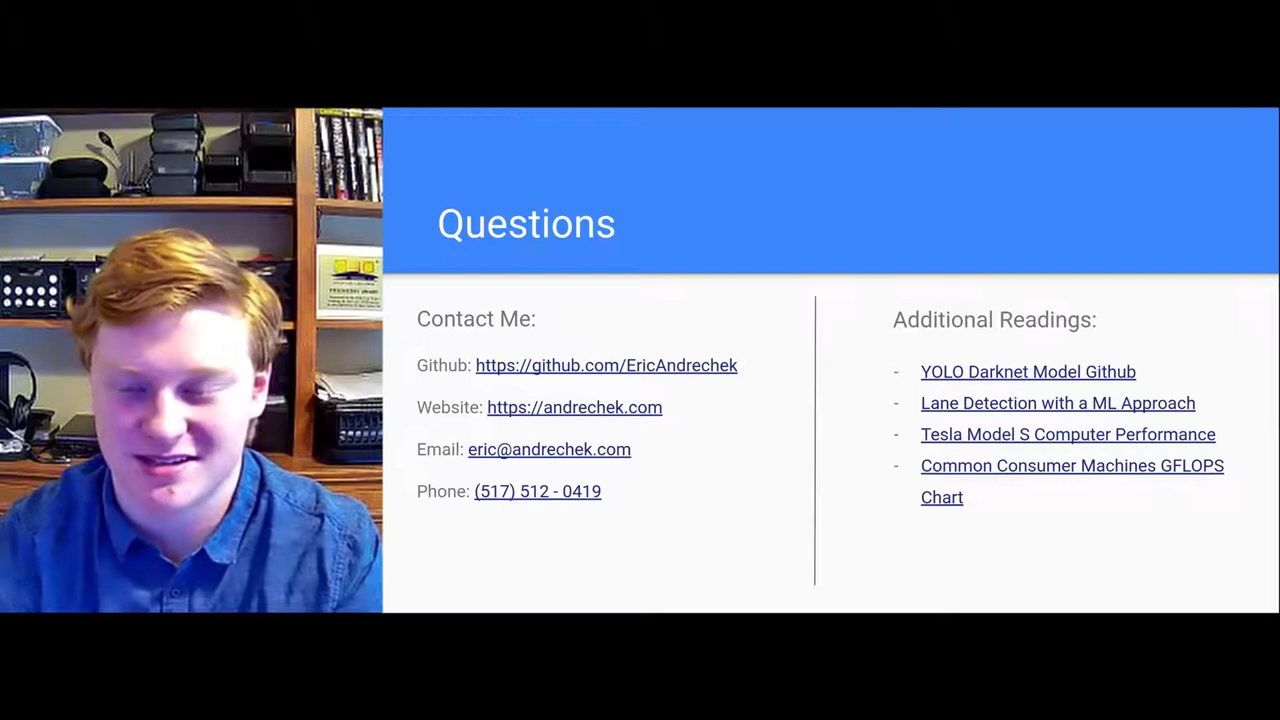 Questions
Contact Me:
Github: https://github.com/EricAndrechek
Website: https://andrechek.com
Email: eric@andrechek.com
Phone: (517) 512 - 0419
Additional Readings:
- YOLO Darknet Model Github
- Lane Detection with a ML Approach
- Tesla Model S Computer Performance
- Common Consumer Machines GFLOPS
Chart